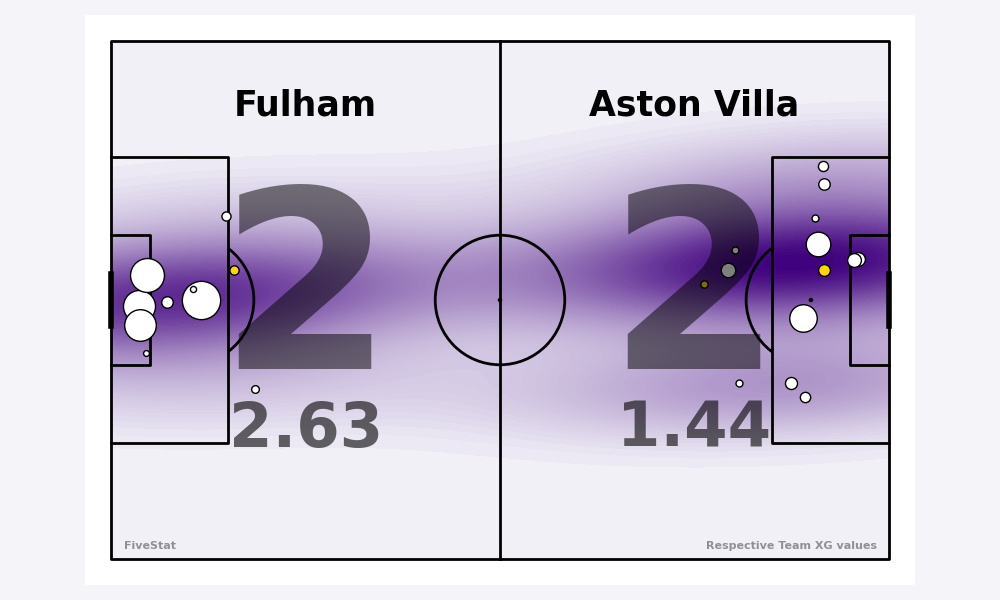 Fulham
Aston Villa
2
2
2.63
1.44
FiveStat
Respective Team XG values